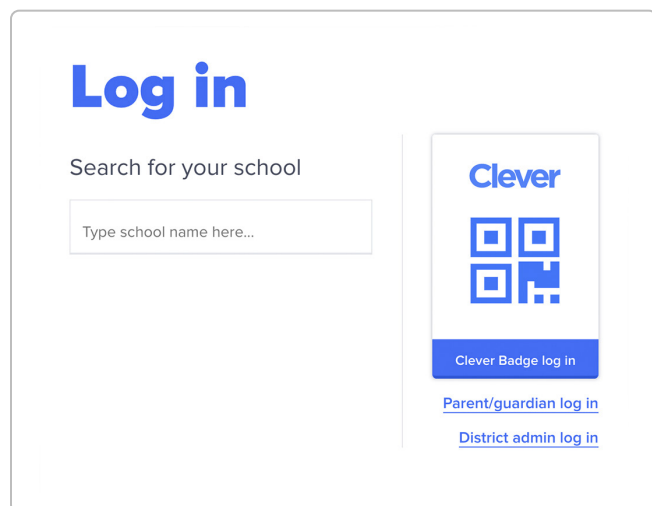 Log in
Search for your school
Type school name here...
Clever
Clever Badge log in
Parent/guardian log in
District admin log in